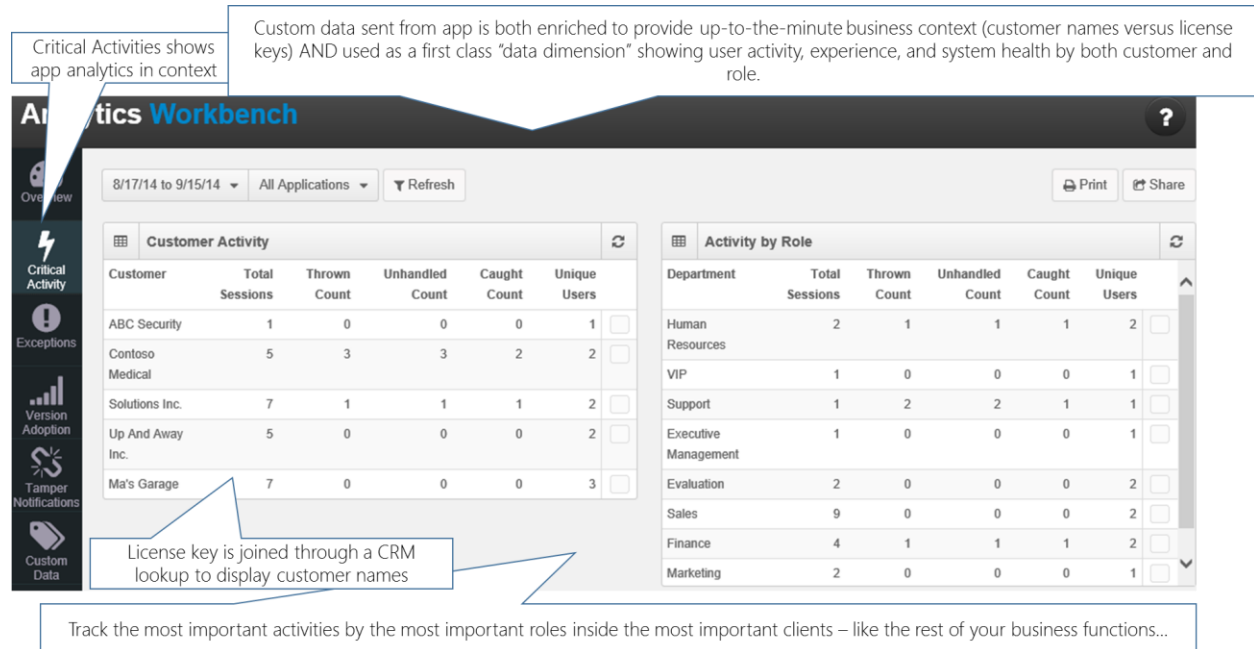 Critical Activities shows
app analytics in context
Custom data sent from app is both enriched to provide up-to-the-minute business context (customer names versus license
keys) AND used as a first class “data dimension” showing user activity, experience, and system health by both customer and
role.
An tics Workbench
?
Overview
Critical
Activity
Exceptions
Version
Adoption
Tamper
Notifications
Custom
Data
8/17/14 to 9/15/14 All Applications Refresh
Print Share
Customer Activity
Customer Total Thrown Unhandled Caught Unique
Sessions Count Count Count Users
ABC Security 1 0 0 0 1
Contoso 5 3 3 2 2
Medical
Solutions Inc. 7 1 1 1 2
Up And Away 5 0 0 0 2
Inc.
Ma's Garage 7 0 0 0 3
Activity by Role
Department Total Thrown Unhandled Caught Unique
Sessions Count Count Count Users
Human 2 1 1 1 2
Resources
VIP 1 0 0 0 1
Support 1 2 2 1 1
Executive 1 0 0 0 1
Management
Evaluation 2 0 0 0 2
Sales 9 0 0 0 2
Finance 4 1 1 1 2
Marketing 2 0 0 0 1
License key is joined through a CRM
lookup to display customer names
Track the most important activities by the most important roles inside the most important clients – like the rest of your business functions...